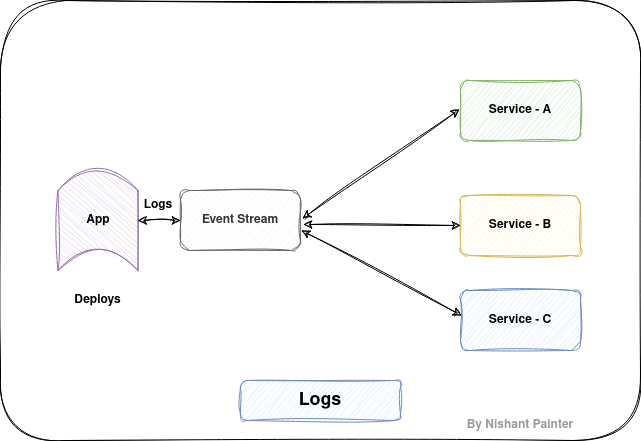 Service - A
Logs
App
Event Stream
Service - B
Deploys
Service - C
Logs
By Nishant Painter